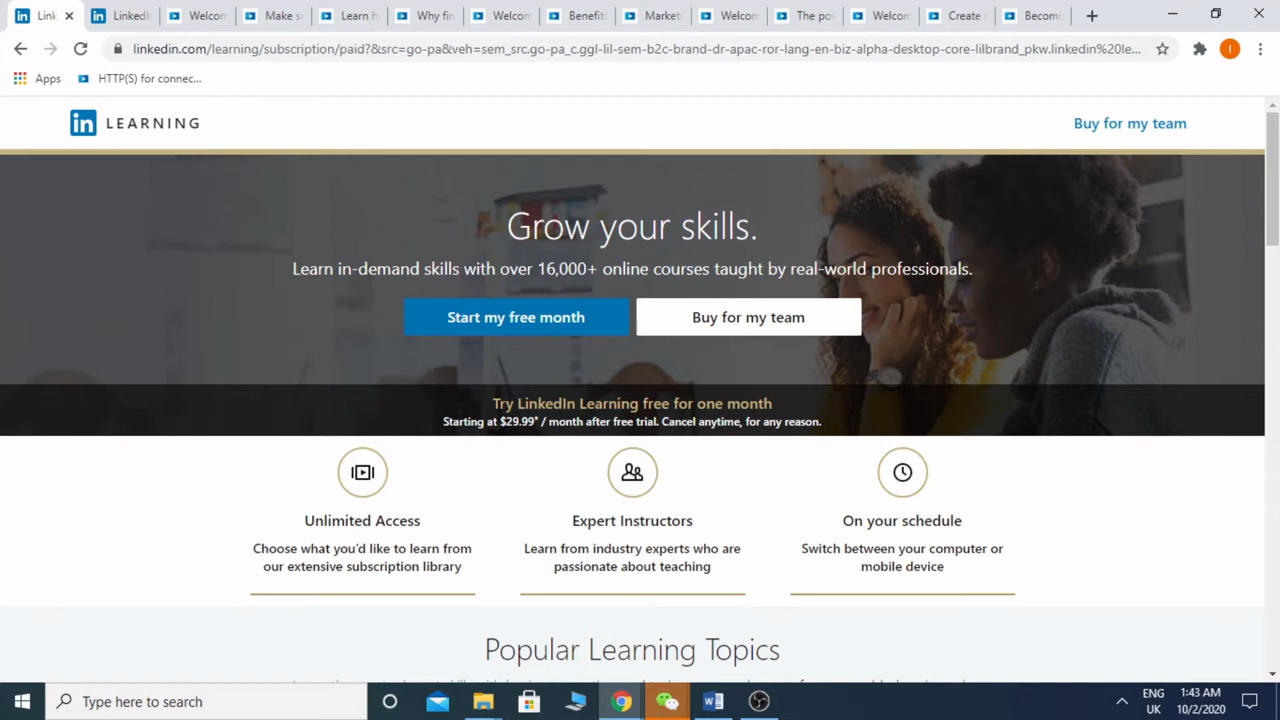 Link
LinkedI
Welcom
Make s
Learn h
Why fin
Welcom
Benefit
Market
Welcom
The po
Welcom
Create
Becomi
linkedin.com/learning/subscription/paid?&src=go-pa&veh=sem_src.go-pa_c.ggl-lil-sem-b2c-brand-dr-apac-ror-lang-en-biz-alpha-desktop-core-lilbrand_pkw.linkedin%20le...
I
Apps
HTTP(S) for connec...
in LEARNING
Buy for my team
Grow your skills.
Learn in-demand skills with over 16,000+ online courses taught by real-world professionals.
Start my free month
Buy for my team
Try LinkedIn Learning free for one month
Starting at $29.99* / month after free trial. Cancel anytime, for any reason.
Unlimited Access
Choose what you'd like to learn from
our extensive subscription library
Expert Instructors
Learn from industry experts who are
passionate about teaching
On your schedule
Switch between your computer or
mobile device
Popular Learning Topics
Type here to search
ENG
UK
1:43 AM
10/2/2020